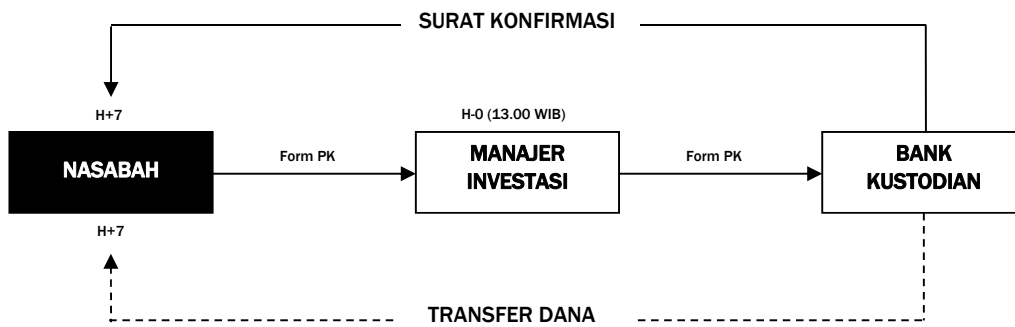 SURAT KONFIRMASI
H+7
H-0 (13.00 WIB)
NASABAH
Form PK
MANAJER
INVESTASI
Form PK
BANK
KUSTODIAN
H+7
TRANSFER DANA